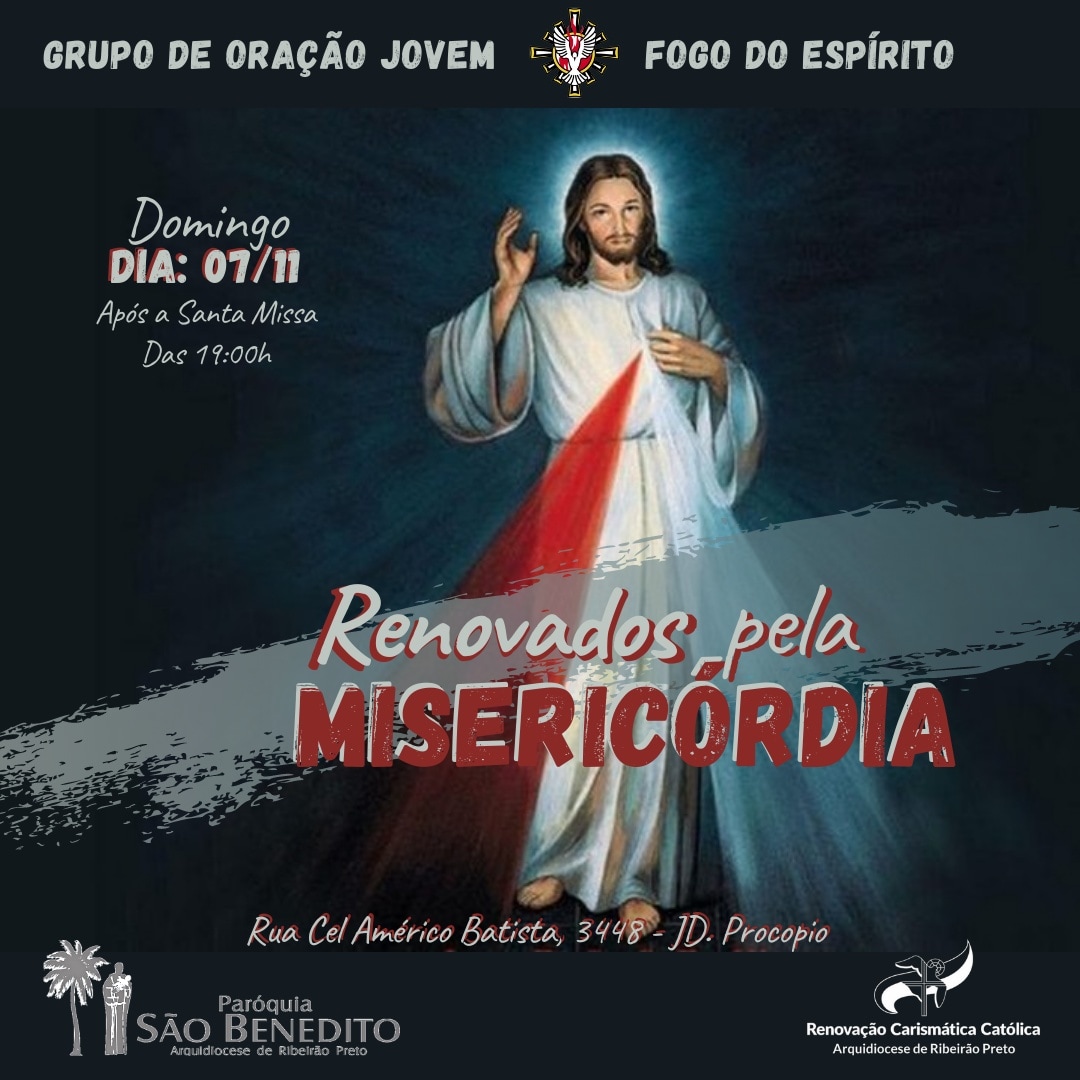 GRUPO DE ORAÇÃO JOVEM FOGO DO ESPÍRITO
Domingo
DIA: 07/11
Após a Santa Missa
Das 19:00h
Renovados pela
MISERICÓRDIA
Rua Cel Américo Batista, 3448 - JD. Procopio
Paróquia
SÃO BENEDITO
Arquidiocese de Ribeirão Preto
Renovação Carismática Católica
Arquidiocese de Ribeirão Preto